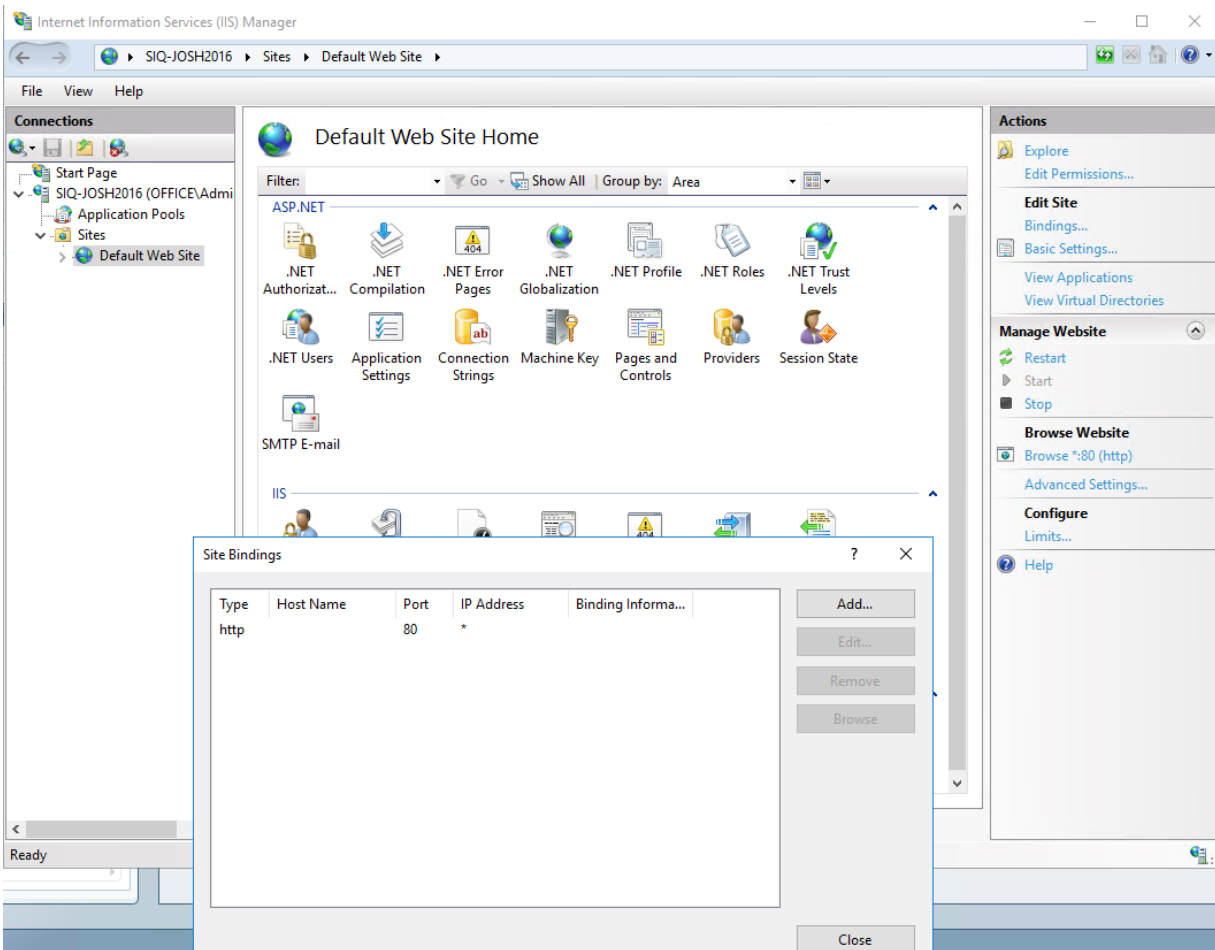 Internet Information Services (IIS) Manager
SIQ-JOSH2016 Sites Default Web Site
File View Help
Connections
Start Page
SIQ-JOSH2016 (OFFICE\Admi
Application Pools
Sites
Default Web Site
Ready
Default Web Site Home
Filter: Go Show All Group by: Area
ASP.NET
.NET Authorizat...
.NET Compilation
.NET Error Pages
.NET Globalization
.NET Profile
.NET Roles
.NET Trust Levels
.NET Users
Application Settings
Connection Strings
Machine Key
Pages and Controls
Providers
Session State
SMTP E-mail
IIS
Actions
Explore
Edit Permissions...
Edit Site
Bindings...
Basic Settings...
View Applications
View Virtual Directories
Manage Website
Restart
Start
Stop
Browse Website
Browse *:80 (http)
Advanced Settings...
Configure
Limits...
Help
Site Bindings
Type Host Name Port IP Address Binding Informa...
http 80 *
Add...
Edit...
Remove
Browse
Close